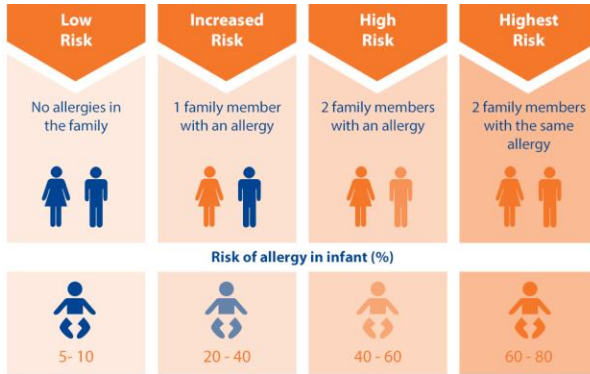 Low
Risk
Increased
Risk
High
Risk
Highest
Risk
No allergies in
the family
1 family member
with an allergy
2 family members
with an allergy
2 family members
with the same
allergy
Risk of allergy in infant (%)
5- 10
20 - 40
40 - 60
60 - 80